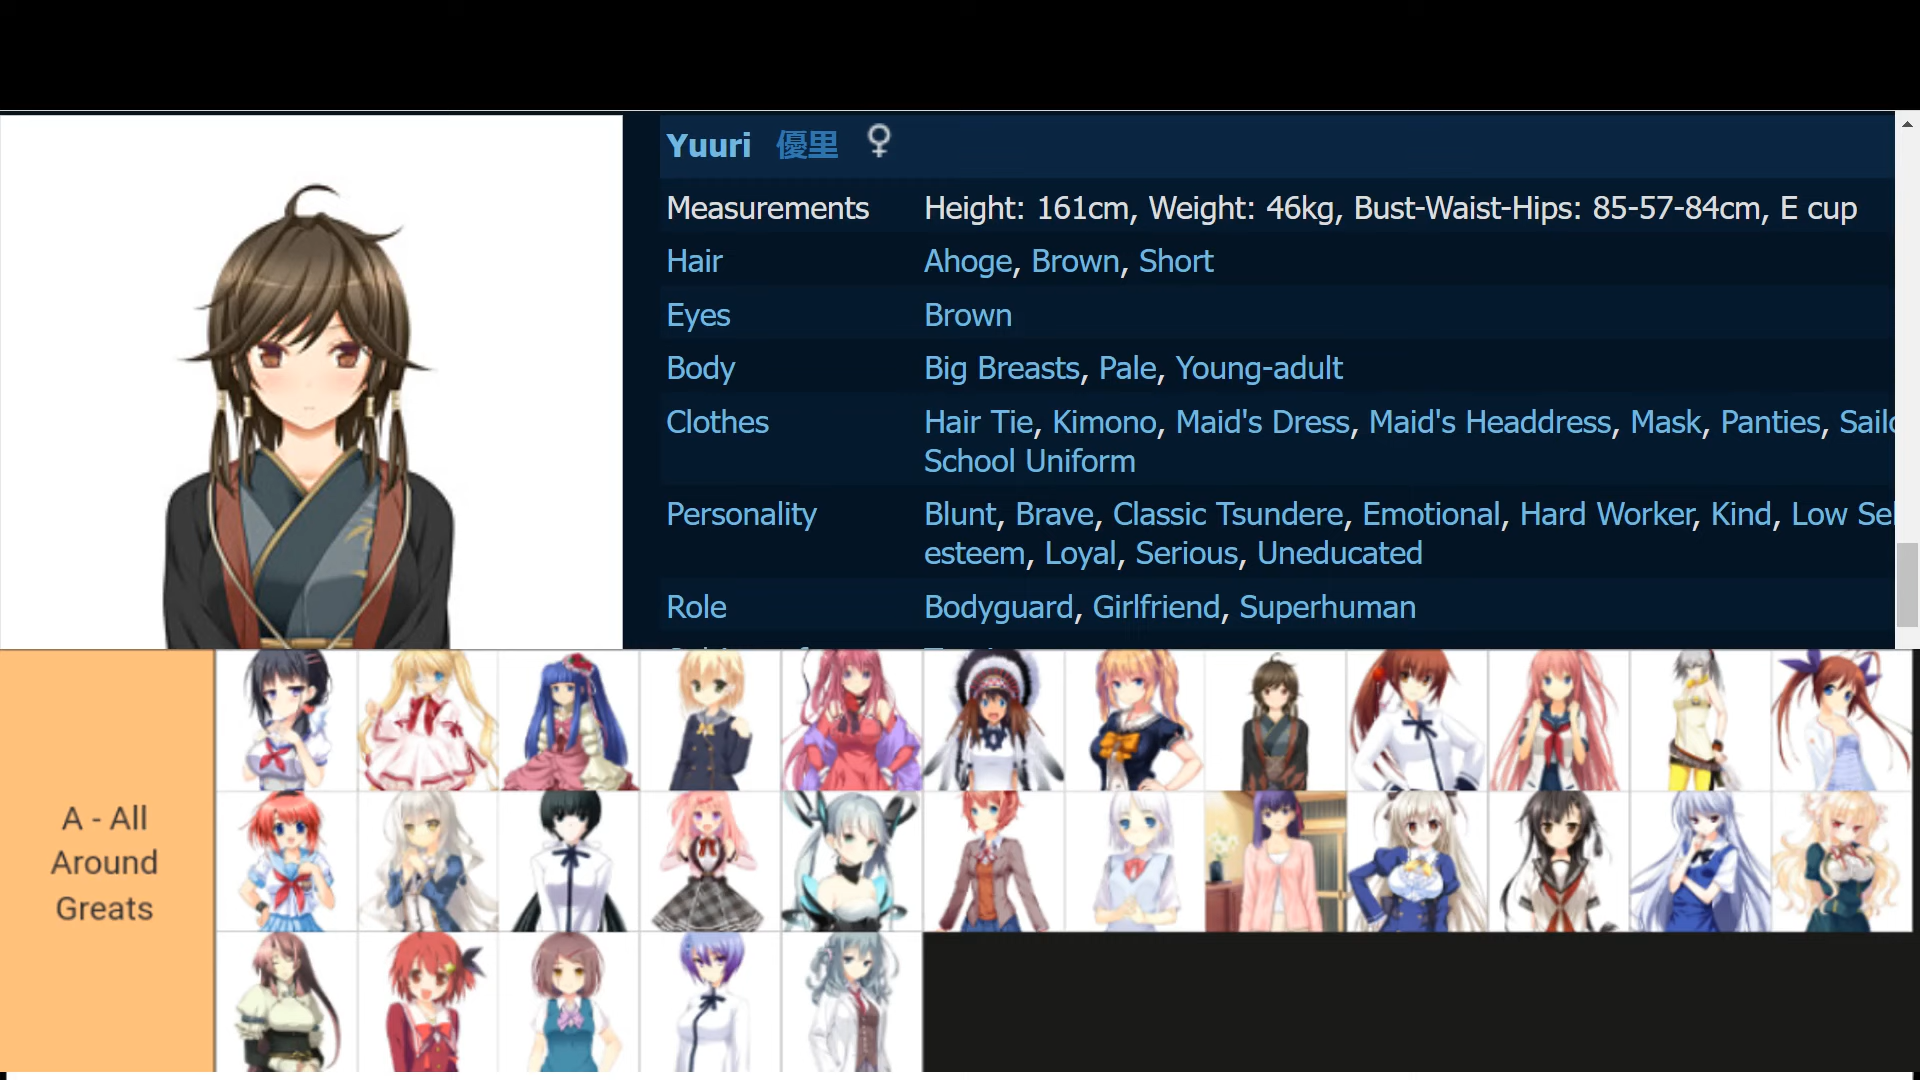 Yuuri 優里 ♀
Measurements Height: 161cm, Weight: 46kg, Bust-Waist-Hips: 85-57-84cm, E cup
Hair Ahoge, Brown, Short
Eyes Brown
Body Big Breasts, Pale, Young-adult
Clothes Hair Tie, Kimono, Maid's Dress, Maid's Headdress, Mask, Panties, Sail
School Uniform
Personality Blunt, Brave, Classic Tsundere, Emotional, Hard Worker, Kind, Low Sel
esteem, Loyal, Serious, Uneducated
Role Bodyguard, Girlfriend, Superhuman
A - All
Around
Greats